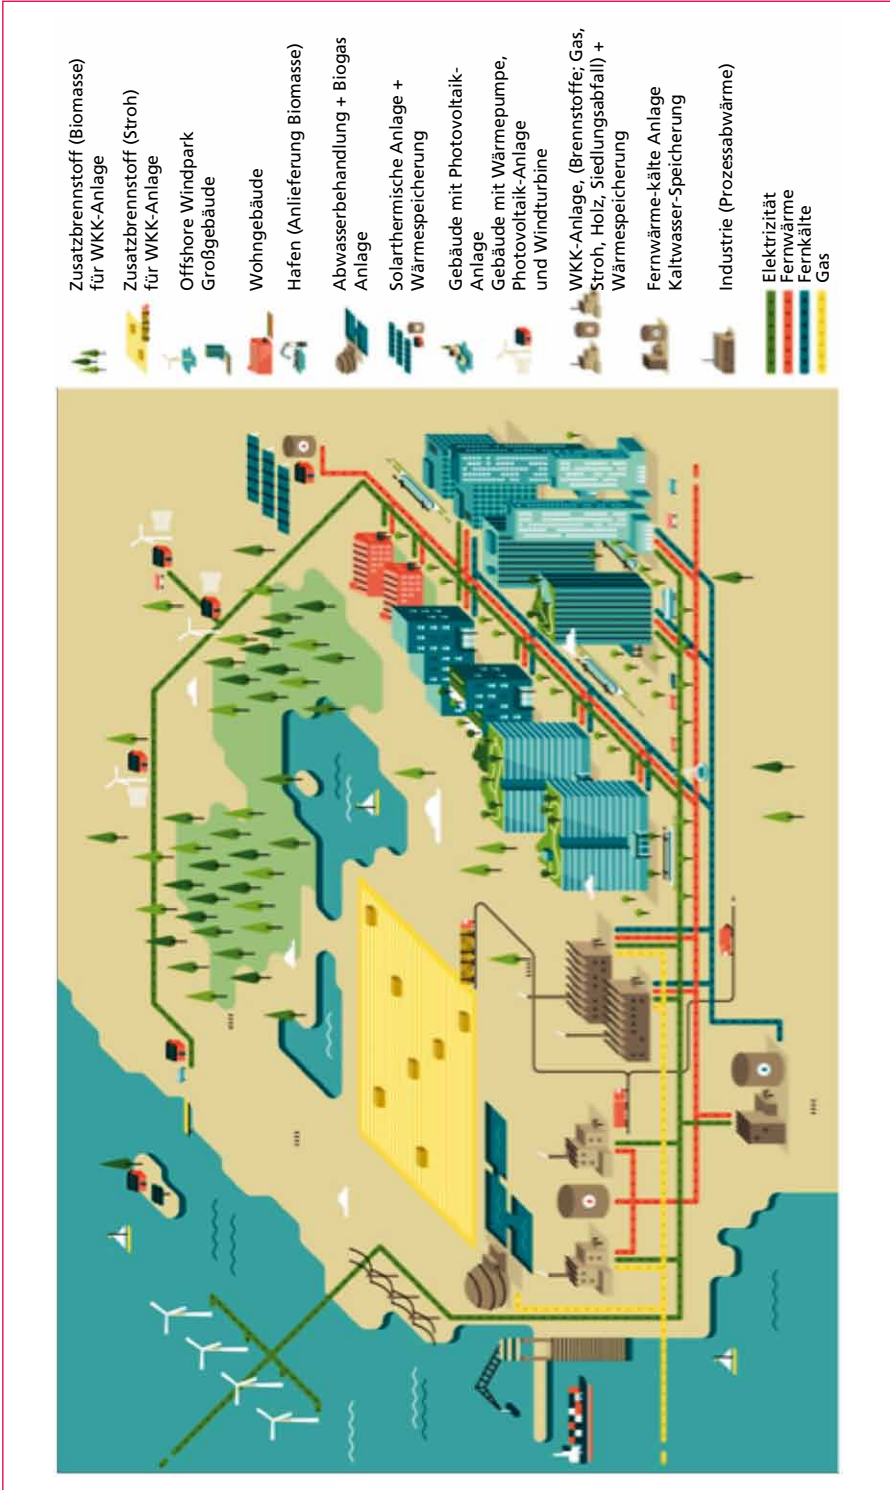 Zusatzbrennstoff (Biomasse)
für WKK-Anlage
Zusatzbrennstoff (Stroh)
für WKK-Anlage
Offshore Windpark
Großgebäude
Wohngebäude
Hafen (Anlieferung Biomasse)
Abwasserbehandlung + Biogas
Anlage
Solarthermische Anlage +
Wärmespeicherung
Gebäude mit Photovoltaik-
Anlage
Gebäude mit Wärmepumpe,
Photovoltaik-Anlage
und Windturbine
WKK-Anlage, (Brennstoffe; Gas,
Stroh, Holz, Siedlungsabfall) +
Wärmespeicherung
Fernwärme-kälte Anlage
Kaltwasser-Speicherung
Industrie (Prozessabwärme)
Elektrizität
Fernwärme
Fernkälte
Gas